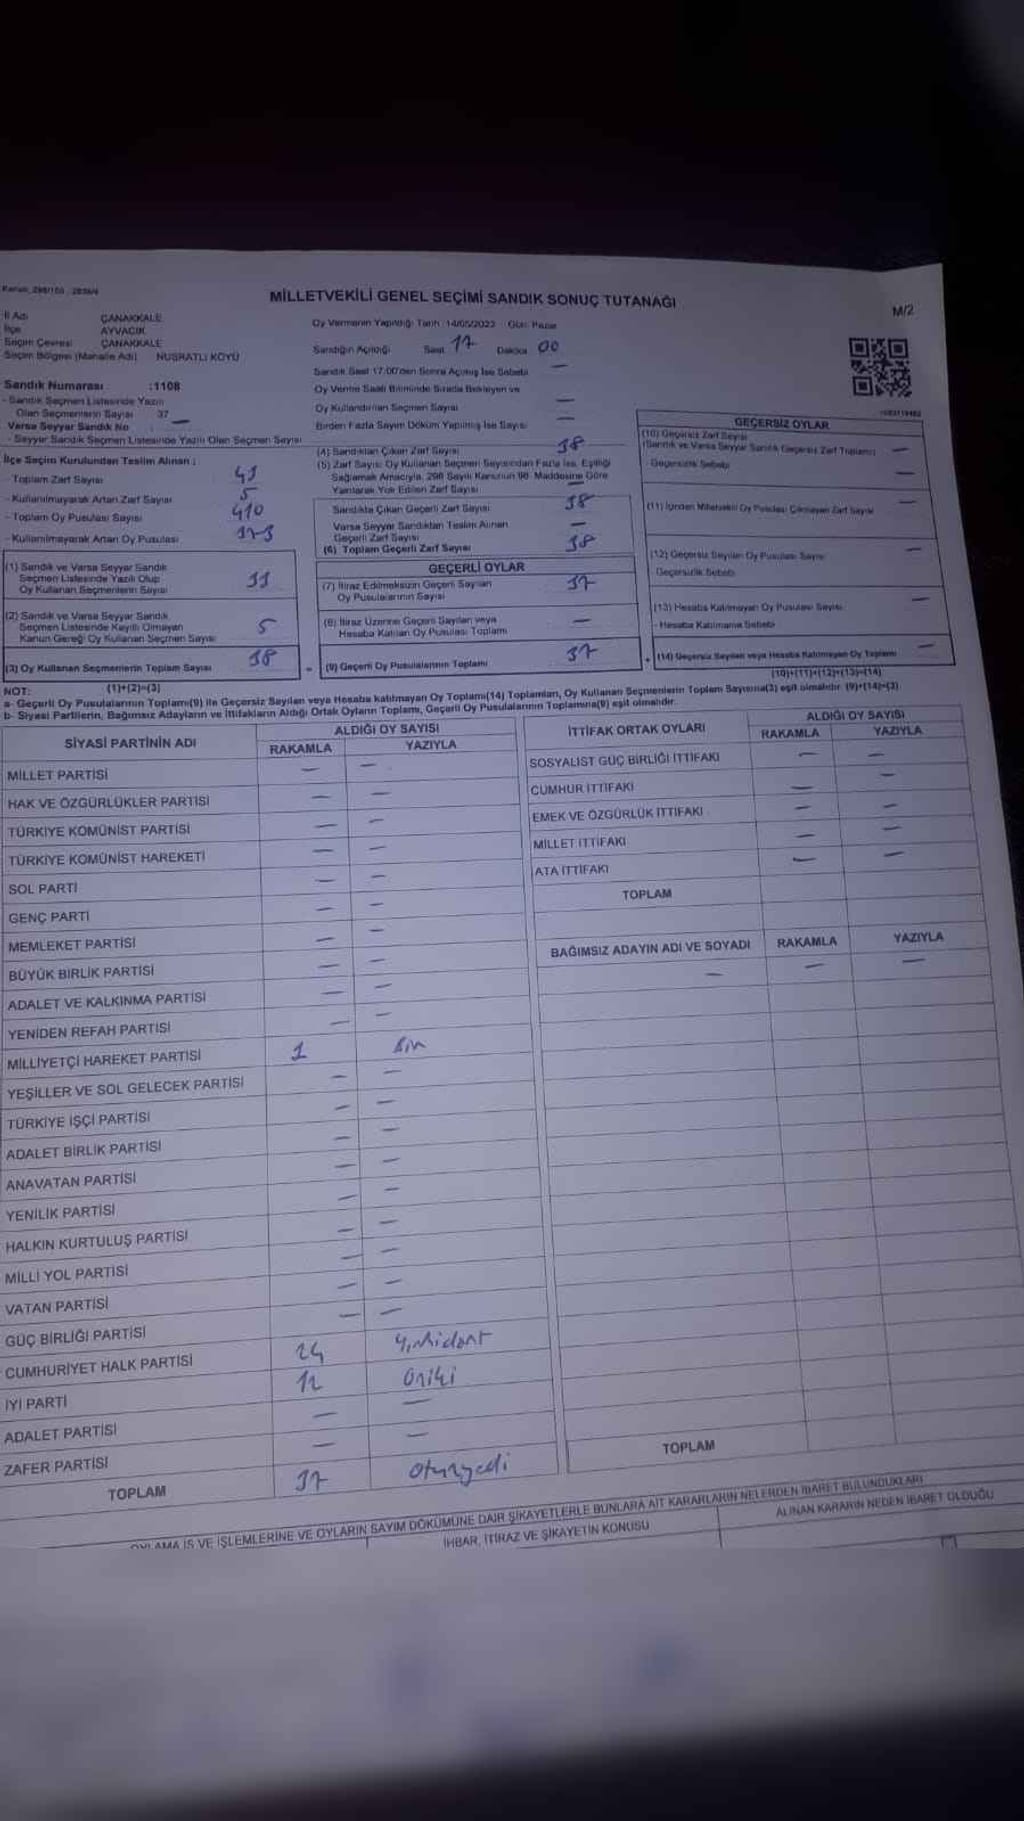 MİLLETVEKİLİ GENEL SEÇİMİ SANDIK SONUÇ TUTANAĞI
M/2
İl Adı ÇANAKKALE
İlçe AYVACIK
Seçim Çevresi ÇANAKKALE
Seçim Bölgesi (Mahalle Adı) NUSRATLI KÖYÜ
Oy Vermenin Yapıldığı Tarih 14/05/2023 Gün: Pazar
Sandığın Açıldığı Saat 17 Dakika 00
Sandık Saat 17:00'den Sonra Açılmış İse Sebebi —
Oy Verme Saati Bitiminde Sırada Bekleyen ve
Oy Kullandırılan Seçmen Sayısı —
Birden Fazla Sayım Döküm Yapılmış İse Sayısı —
Sandık Numarası :1108
- Sandık Seçmen Listesinde Yazılı
Olan Seçmenlerin Sayısı 37
Varsa Seyyar Sandık No —
- Seyyar Sandık Seçmen Listesinde Yazılı Olan Seçmen Sayısı
İlçe Seçim Kurulundan Teslim Alınan :
- Toplam Zarf Sayısı 43
- Kullanılmayarak Artan Zarf Sayısı 5
- Toplam Oy Pusulası Sayısı 410
- Kullanılmayarak Artan Oy Pusulası
(1) Sandık ve Varsa Seyyar Sandık
Seçmen Listesinde Yazılı Olup
Oy Kullanan Seçmenlerin Sayısı 33
(2) Sandık ve Varsa Seyyar Sandık
Seçmen Listesinde Kayıtlı Olmayan
Kanun Gereği Oy Kullanan Seçmen Sayısı 5
(3) Oy Kullanan Seçmenlerin Toplam Sayısı 38
(1)+(2)=(3)
(4) Sandıktan Çıkan Zarf Sayısı 38
(5) Zarf Sayısı Oy Kullanan Seçmen Sayısından Fazla İse, Eşitliği
Sağlamak Amacıyla, 298 Sayılı Kanunun 98. Maddesine Göre
Yakılarak Yok Edilen Zarf Sayısı —
Sandıkta Çıkan Geçerli Zarf Sayısı 38
Varsa Seyyar Sandıktan Teslim Alınan
Geçerli Zarf Sayısı —
(6) Toplam Geçerli Zarf Sayısı 38
GEÇERLİ OYLAR
(7) İtiraz Edilmeksizin Geçerli Sayılan
Oy Pusulalarının Sayısı 37
(8) İtiraz Üzerine Geçerli Sayılan veya
Hesaba Katılan Oy Pusulası Toplamı —
= (9) Geçerli Oy Pusulalarının Toplamı 37
GEÇERSİZ OYLAR
(10) Geçersiz Zarf Sayısı
(Sandık ve Varsa Seyyar Sandık Geçersiz Zarf Toplamı) —
- Geçersizlik Sebebi —
(11) İçinden Milletvekili Oy Pusulası Çıkmayan Zarf Sayısı —
(12) Geçersiz Sayılan Oy Pusulası Sayısı —
- Geçersizlik Sebebi
(13) Hesaba Katılmayan Oy Pusulası Sayısı —
- Hesaba Katılmama Sebebi
+ (14) Geçersiz Sayılan veya Hesaba Katılmayan Oy Toplamı —
(10)+(11)+(12)+(13)=(14)
NOT:
a- Geçerli Oy Pusulalarının Toplamı(9) ile Geçersiz Sayılan veya Hesaba katılmayan Oy Toplamı(14) Toplamları, Oy Kullanan Seçmenlerin Toplam Sayısına(3) eşit olmalıdır. (9)+(14)=(3)
b- Siyasi Partilerin, Bağımsız Adayların ve İttifakların Aldığı Ortak Oyların Toplamı, Geçerli Oy Pusulalarının Toplamına(9) eşit olmalıdır.
SİYASİ PARTİNİN ADI
ALDIĞI OY SAYISI
RAKAMLA YAZIYLA
MİLLET PARTİSİ — —
HAK VE ÖZGÜRLÜKLER PARTİSİ — —
TÜRKİYE KOMÜNİST PARTİSİ — —
TÜRKİYE KOMÜNİST HAREKETİ — —
SOL PARTİ — —
GENÇ PARTİ — —
MEMLEKET PARTİSİ — —
BÜYÜK BİRLİK PARTİSİ — —
ADALET VE KALKINMA PARTİSİ — —
YENİDEN REFAH PARTİSİ — —
MİLLİYETÇİ HAREKET PARTİSİ 1 Bir
YEŞİLLER VE SOL GELECEK PARTİSİ — —
TÜRKİYE İŞÇİ PARTİSİ — —
ADALET BİRLİK PARTİSİ — —
ANAVATAN PARTİSİ — —
YENİLİK PARTİSİ — —
HALKIN KURTULUŞ PARTİSİ — —
MİLLİ YOL PARTİSİ — —
VATAN PARTİSİ — —
GÜÇ BİRLİĞİ PARTİSİ — —
CUMHURİYET HALK PARTİSİ 24 Yirmidört
İYİ PARTİ 12 Oniki
ADALET PARTİSİ — —
ZAFER PARTİSİ — —
TOPLAM 37 Otuzyedi
İTTİFAK ORTAK OYLARI
ALDIĞI OY SAYISI
RAKAMLA YAZIYLA
SOSYALİST GÜÇ BİRLİĞİ İTTİFAKI — —
CUMHUR İTTİFAKI — —
EMEK VE ÖZGÜRLÜK İTTİFAKI — —
MİLLET İTTİFAKI — —
ATA İTTİFAKI — —
TOPLAM
BAĞIMSIZ ADAYIN ADI VE SOYADI RAKAMLA YAZIYLA
— — —
TOPLAM
İŞ VE İŞLEMLERİNE VE OYLARIN SAYIM DÖKÜMÜNE DAİR ŞİKAYETLERLE BUNLARA AİT KARARLARIN NELERDEN İBARET BULUNDUKLARI
İHBAR, İTİRAZ VE ŞİKAYETİN KONUSU
ALINAN KARARIN NEDEN İBARET OLDUĞU